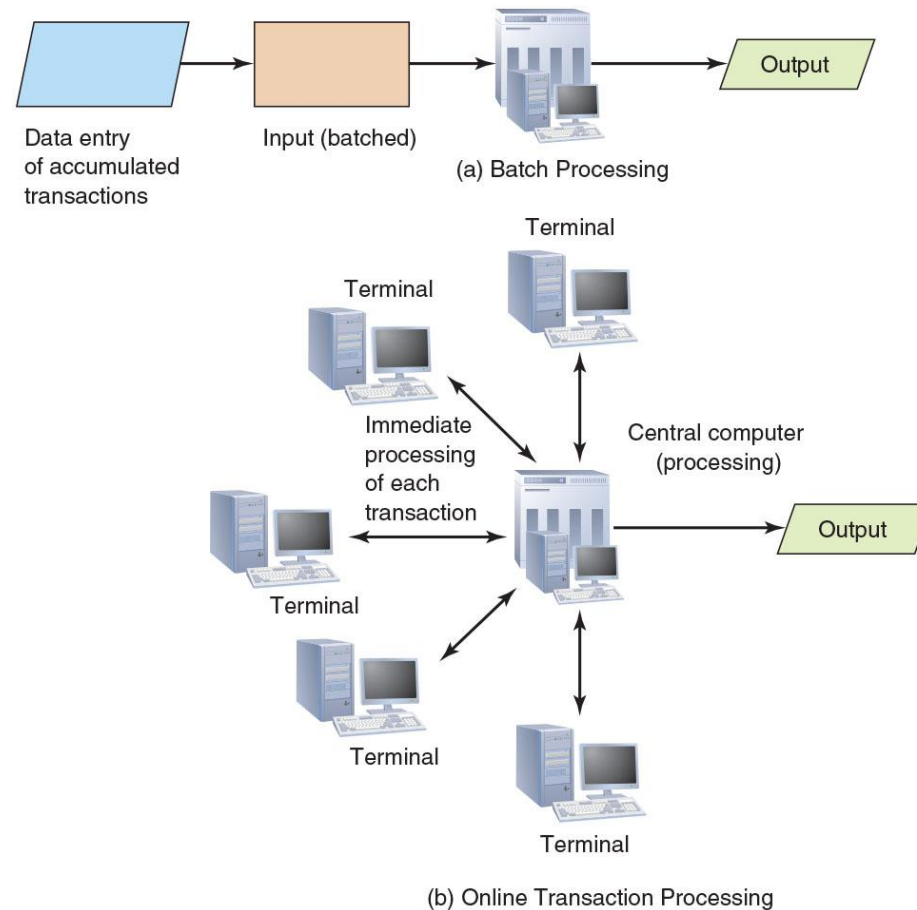 Output
Data entry
of accumulated
transactions
Input (batched)
(a) Batch Processing
Terminal
Terminal
Immediate
processing
of each
transaction
Central computer
(processing)
Output
Terminal
Terminal
Terminal
(b) Online Transaction Processing